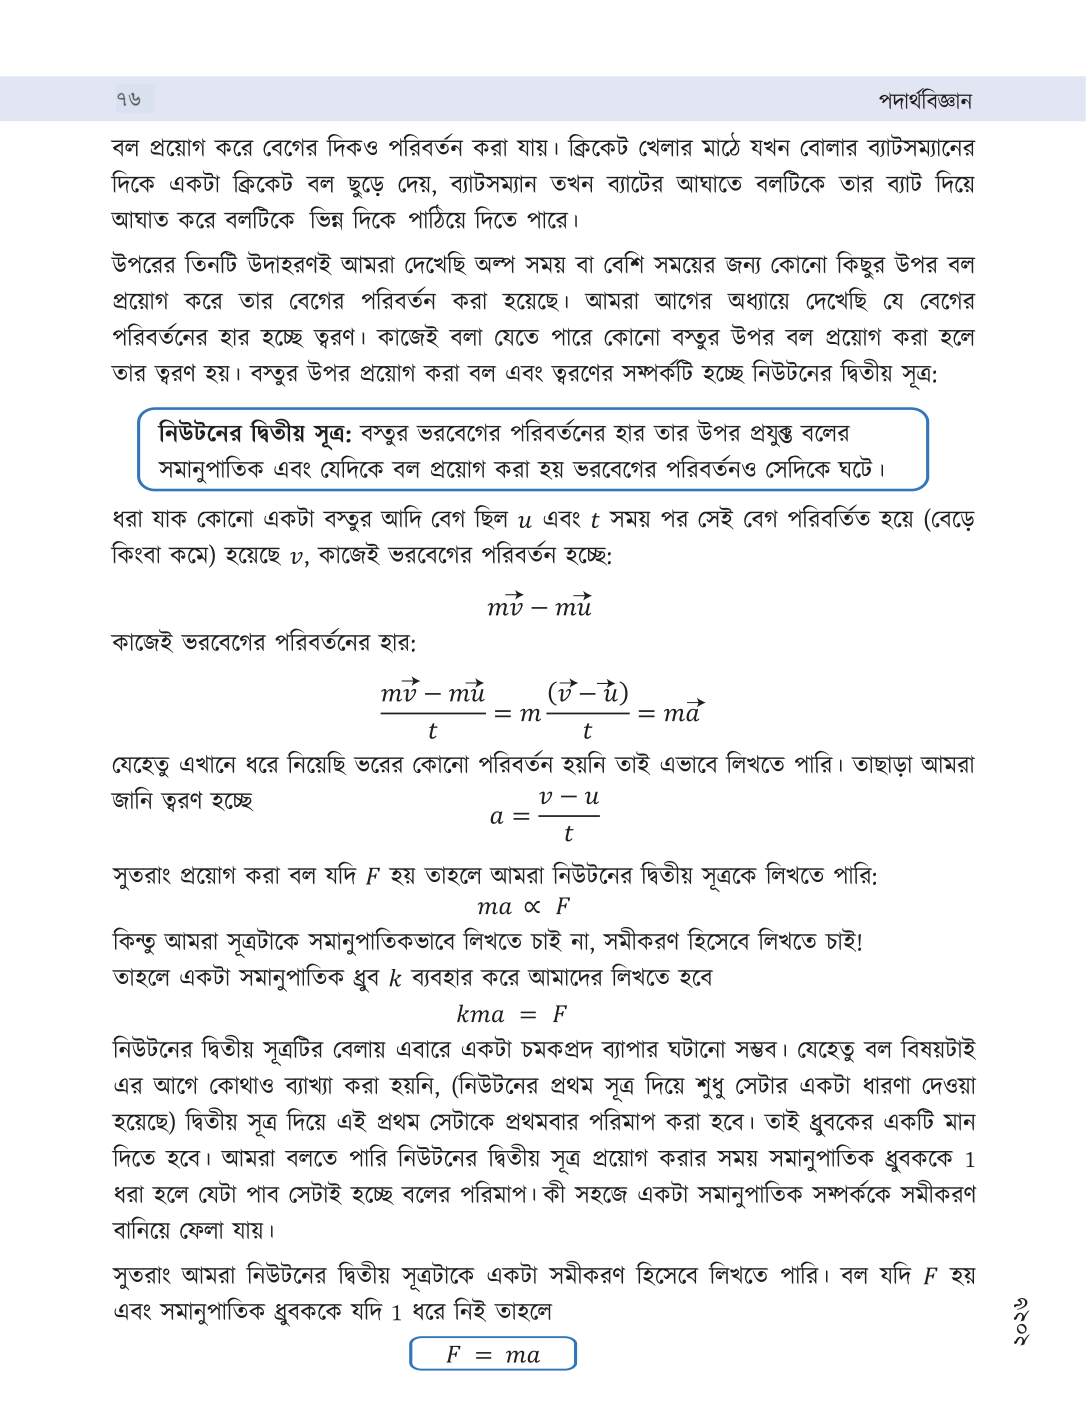 ৭৬
পদার্থবিজ্ঞান
বল প্রয়োগ করে বেগের দিকও পরিবর্তন করা যায়। ক্রিকেট খেলার মাঠে যখন বোলার ব্যাটসম্যানের
দিকে একটা ক্রিকেট বল ছুড়ে দেয়, ব্যাটসম্যান তখন ব্যাটের আঘাতে বলটিকে তার ব্যাট দিয়ে
আঘাত করে বলটিকে ভিন্ন দিকে পাঠিয়ে দিতে পারে।
উপরের তিনটি উদাহরণই আমরা দেখেছি অল্প সময় বা বেশি সময়ের জন্য কোনো কিছুর উপর বল
প্রয়োগ করে তার বেগের পরিবর্তন করা হয়েছে। আমরা আগের অধ্যায়ে দেখেছি যে বেগের
পরিবর্তনের হার হচ্ছে ত্বরণ। কাজেই বলা যেতে পারে কোনো বস্তুর উপর বল প্রয়োগ করা হলে
তার ত্বরণ হয়। বস্তুর উপর প্রয়োগ করা বল এবং ত্বরণের সম্পর্কটি হচ্ছে নিউটনের দ্বিতীয় সূত্র:
নিউটনের দ্বিতীয় সূত্র: বস্তুর ভরবেগের পরিবর্তনের হার তার উপর প্রযুক্ত বলের
সমানুপাতিক এবং যেদিকে বল প্রয়োগ করা হয় ভরবেগের পরিবর্তনও সেদিকে ঘটে।
ধরা যাক কোনো একটা বস্তুর আদি বেগ ছিল u এবং t সময় পর সেই বেগ পরিবর্তিত হয়ে (বেড়ে
কিংবা কমে) হয়েছে v, কাজেই ভরবেগের পরিবর্তন হচ্ছে:
mv⃗ − mu⃗
কাজেই ভরবেগের পরিবর্তনের হার:
(mv⃗ − mu⃗)/t = m (v⃗ − u⃗)/t = ma⃗
যেহেতু এখানে ধরে নিয়েছি ভরের কোনো পরিবর্তন হয়নি তাই এভাবে লিখতে পারি। তাছাড়া আমরা
জানি ত্বরণ হচ্ছে
a = (v − u)/t
সুতরাং প্রয়োগ করা বল যদি F হয় তাহলে আমরা নিউটনের দ্বিতীয় সূত্রকে লিখতে পারি:
ma ∝ F
কিন্তু আমরা সূত্রটাকে সমানুপাতিকভাবে লিখতে চাই না, সমীকরণ হিসেবে লিখতে চাই!
তাহলে একটা সমানুপাতিক ধ্রুব k ব্যবহার করে আমাদের লিখতে হবে
kma = F
নিউটনের দ্বিতীয় সূত্রটির বেলায় এবারে একটা চমকপ্রদ ব্যাপার ঘটানো সম্ভব। যেহেতু বল বিষয়টাই
এর আগে কোথাও ব্যাখ্যা করা হয়নি, (নিউটনের প্রথম সূত্র দিয়ে শুধু সেটার একটা ধারণা দেওয়া
হয়েছে) দ্বিতীয় সূত্র দিয়ে এই প্রথম সেটাকে প্রথমবার পরিমাপ করা হবে। তাই ধ্রুবকের একটি মান
দিতে হবে। আমরা বলতে পারি নিউটনের দ্বিতীয় সূত্র প্রয়োগ করার সময় সমানুপাতিক ধ্রুবককে 1
ধরা হলে যেটা পাব সেটাই হচ্ছে বলের পরিমাপ। কী সহজে একটা সমানুপাতিক সম্পর্ককে সমীকরণ
বানিয়ে ফেলা যায়।
সুতরাং আমরা নিউটনের দ্বিতীয় সূত্রটাকে একটা সমীকরণ হিসেবে লিখতে পারি। বল যদি F হয়
এবং সমানুপাতিক ধ্রুবককে যদি 1 ধরে নিই তাহলে
F = ma
২০২৬